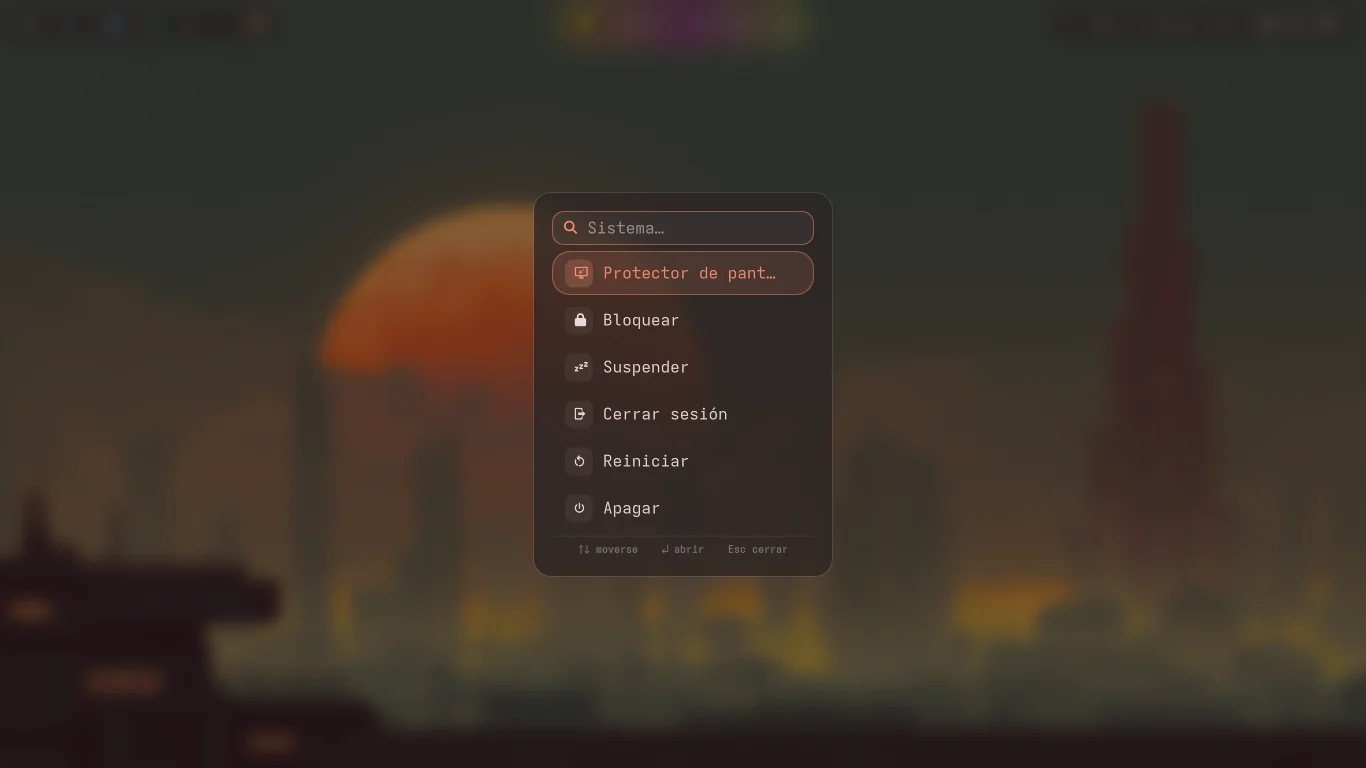 Sistema…
Protector de pant…
Bloquear
Suspender
Cerrar sesión
Reiniciar
Apagar
↑↓ moverse ↵ abrir Esc cerrar